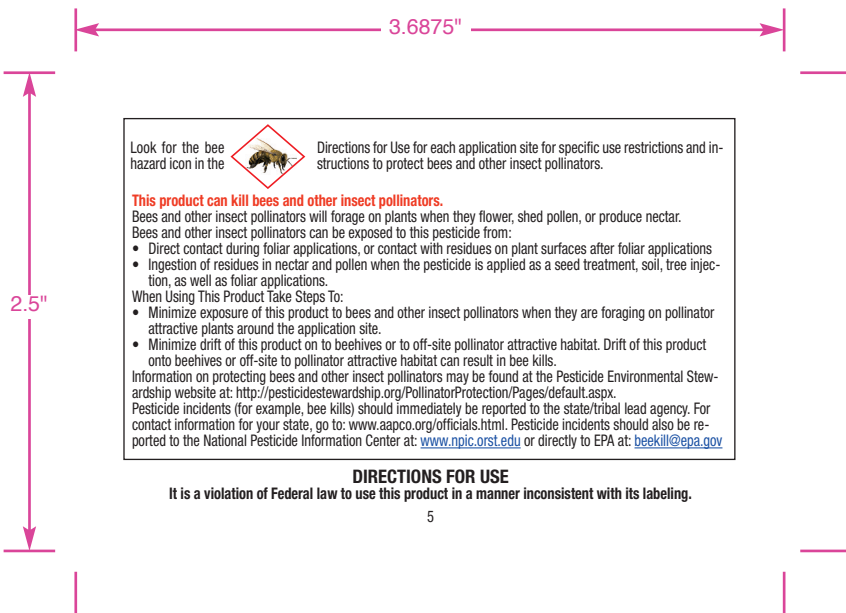 3.6875"
2.5"
Look for the bee
hazard icon in the
Directions for Use for each application site for specific use restrictions and in-
structions to protect bees and other insect pollinators.
This product can kill bees and other insect pollinators.
Bees and other insect pollinators will forage on plants when they flower, shed pollen, or produce nectar.
Bees and other insect pollinators can be exposed to this pesticide from:
• Direct contact during foliar applications, or contact with residues on plant surfaces after foliar applications
• Ingestion of residues in nectar and pollen when the pesticide is applied as a seed treatment, soil, tree injec-
tion, as well as foliar applications.
When Using This Product Take Steps To:
• Minimize exposure of this product to bees and other insect pollinators when they are foraging on pollinator
attractive plants around the application site.
• Minimize drift of this product on to beehives or to off-site pollinator attractive habitat. Drift of this product
onto beehives or off-site to pollinator attractive habitat can result in bee kills.
Information on protecting bees and other insect pollinators may be found at the Pesticide Environmental Stew-
ardship website at: http://pesticidestewardship.org/PollinatorProtection/Pages/default.aspx.
Pesticide incidents (for example, bee kills) should immediately be reported to the state/tribal lead agency. For
contact information for your state, go to: www.aapco.org/officials.html. Pesticide incidents should also be re-
ported to the National Pesticide Information Center at: www.npic.orst.edu or directly to EPA at: beekill@epa.gov
DIRECTIONS FOR USE
It is a violation of Federal law to use this product in a manner inconsistent with its labeling.
5